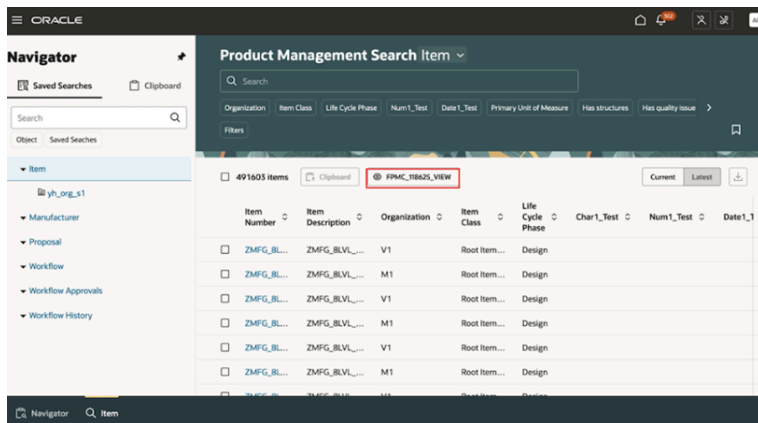 ORACLE
502
Navigator
Saved Searches Clipboard
Search
Object Saved Seaches
Item
yh_org_s1
Manufacturer
Proposal
Workflow
Workflow Approvals
Workflow History
Product Management Search Item
Search
Organization Item Class Life Cycle Phase Num1_Test Date1_Test Primary Unit of Measure Has structures Has quality issue
Filters
491603 items Clipboard FPMC_118625_VIEW Current Latest
Item Number Item Description Organization Item Class Life Cycle Phase Char1_Test Num1_Test Date1_T
ZMFG_BL... ZMFG_BLVL_... V1 Root Item... Design
ZMFG_BL... ZMFG_BLVL_... M1 Root Item... Design
ZMFG_BL... ZMFG_BLVL_... V1 Root Item... Design
ZMFG_BL... ZMFG_BLVL_... M1 Root Item... Design
ZMFG_BL... ZMFG_BLVL_... V1 Root Item... Design
ZMFG_BL... ZMFG_BLVL_... M1 Root Item... Design
Navigator Item